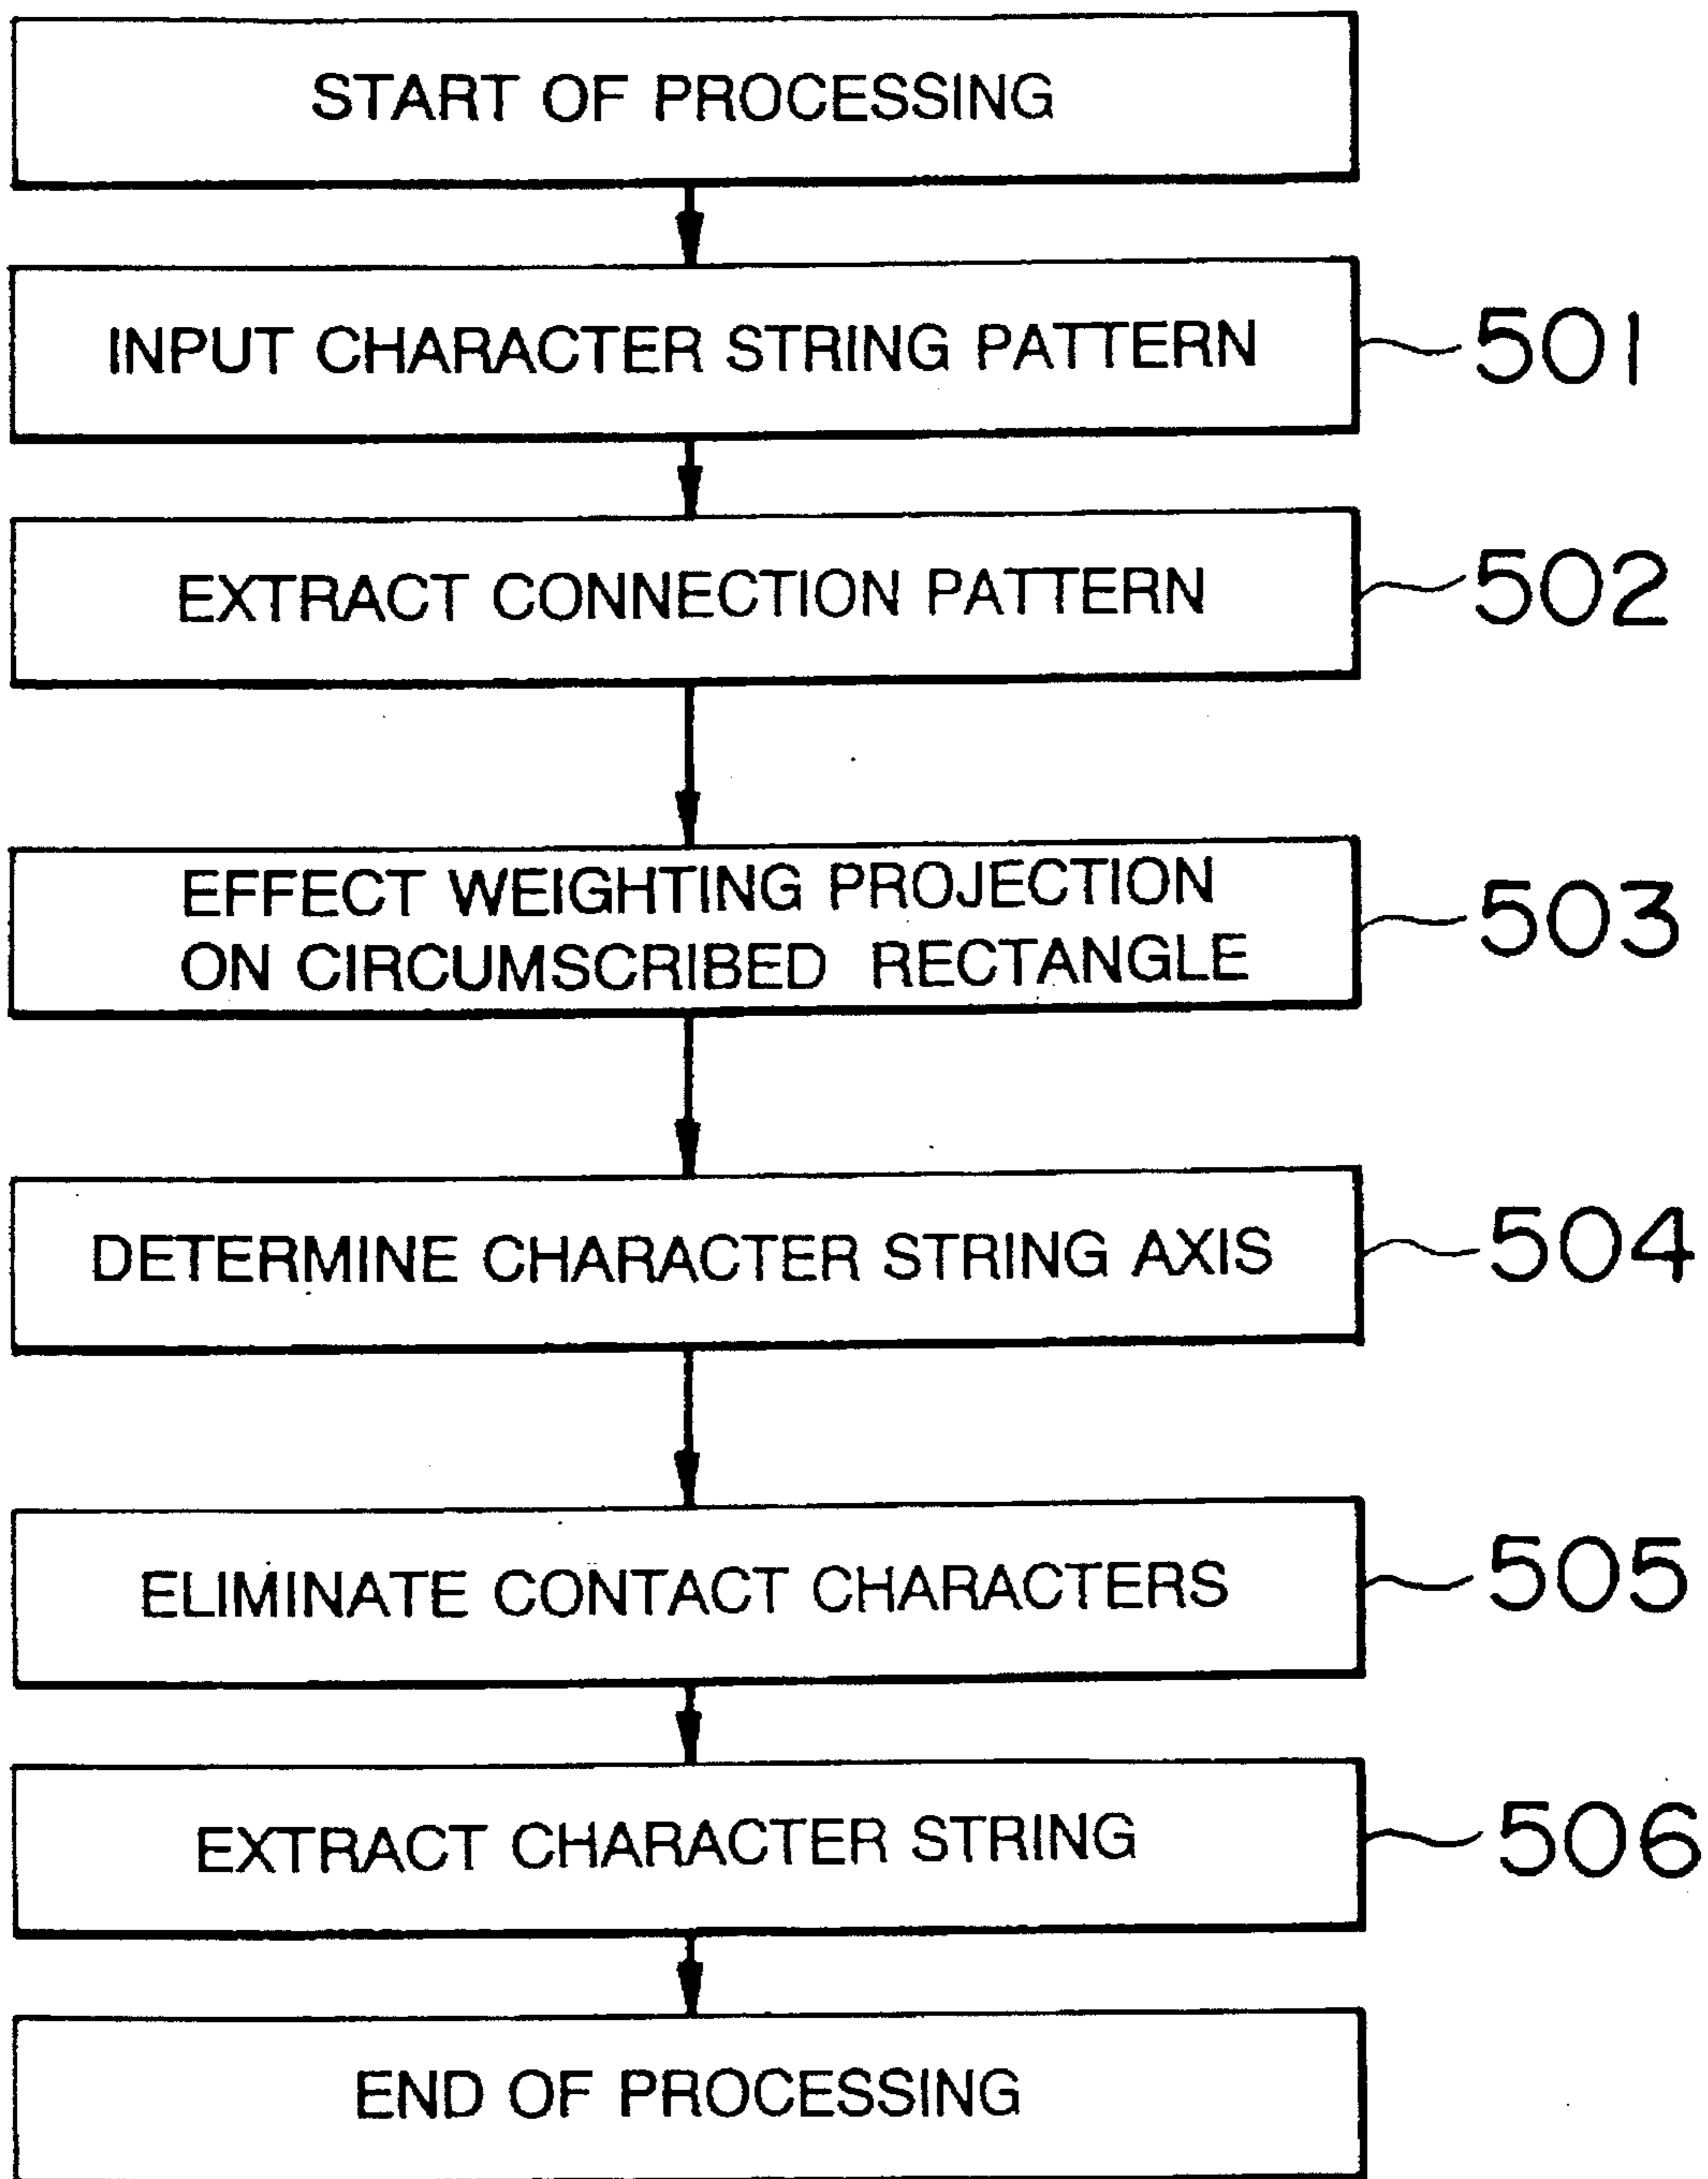 START OF PROCESSING
INPUT CHARACTER STRING PATTERN 501
EXTRACT CONNECTION PATTERN 502
EFFECT WEIGHTING PROJECTION
ON CIRCUMSCRIBED RECTANGLE 503
DETERMINE CHARACTER STRING AXIS 504
ELIMINATE CONTACT CHARACTERS 505
EXTRACT CHARACTER STRING 506
END OF PROCESSING